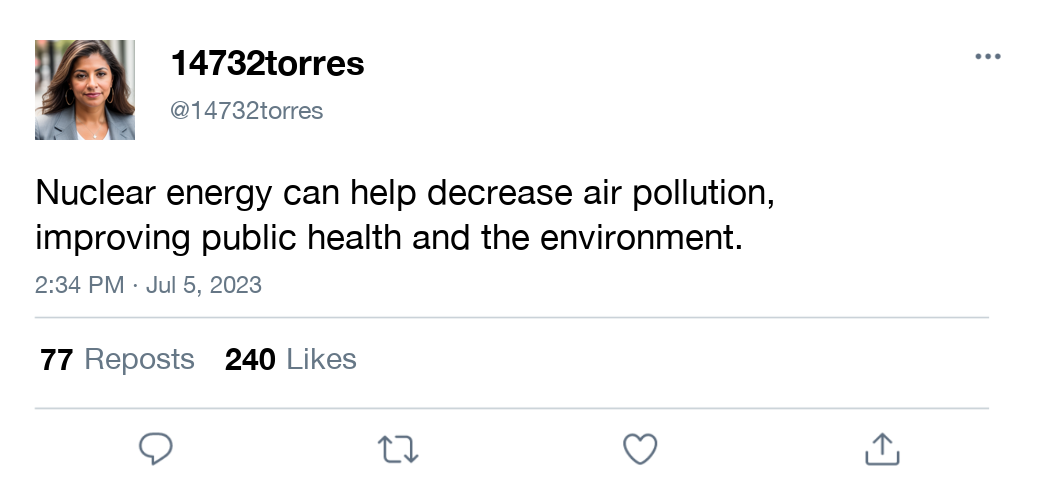 14732torres
@14732torres
Nuclear energy can help decrease air pollution,
improving public health and the environment.
2:34 PM · Jul 5, 2023
77 Reposts 240 Likes